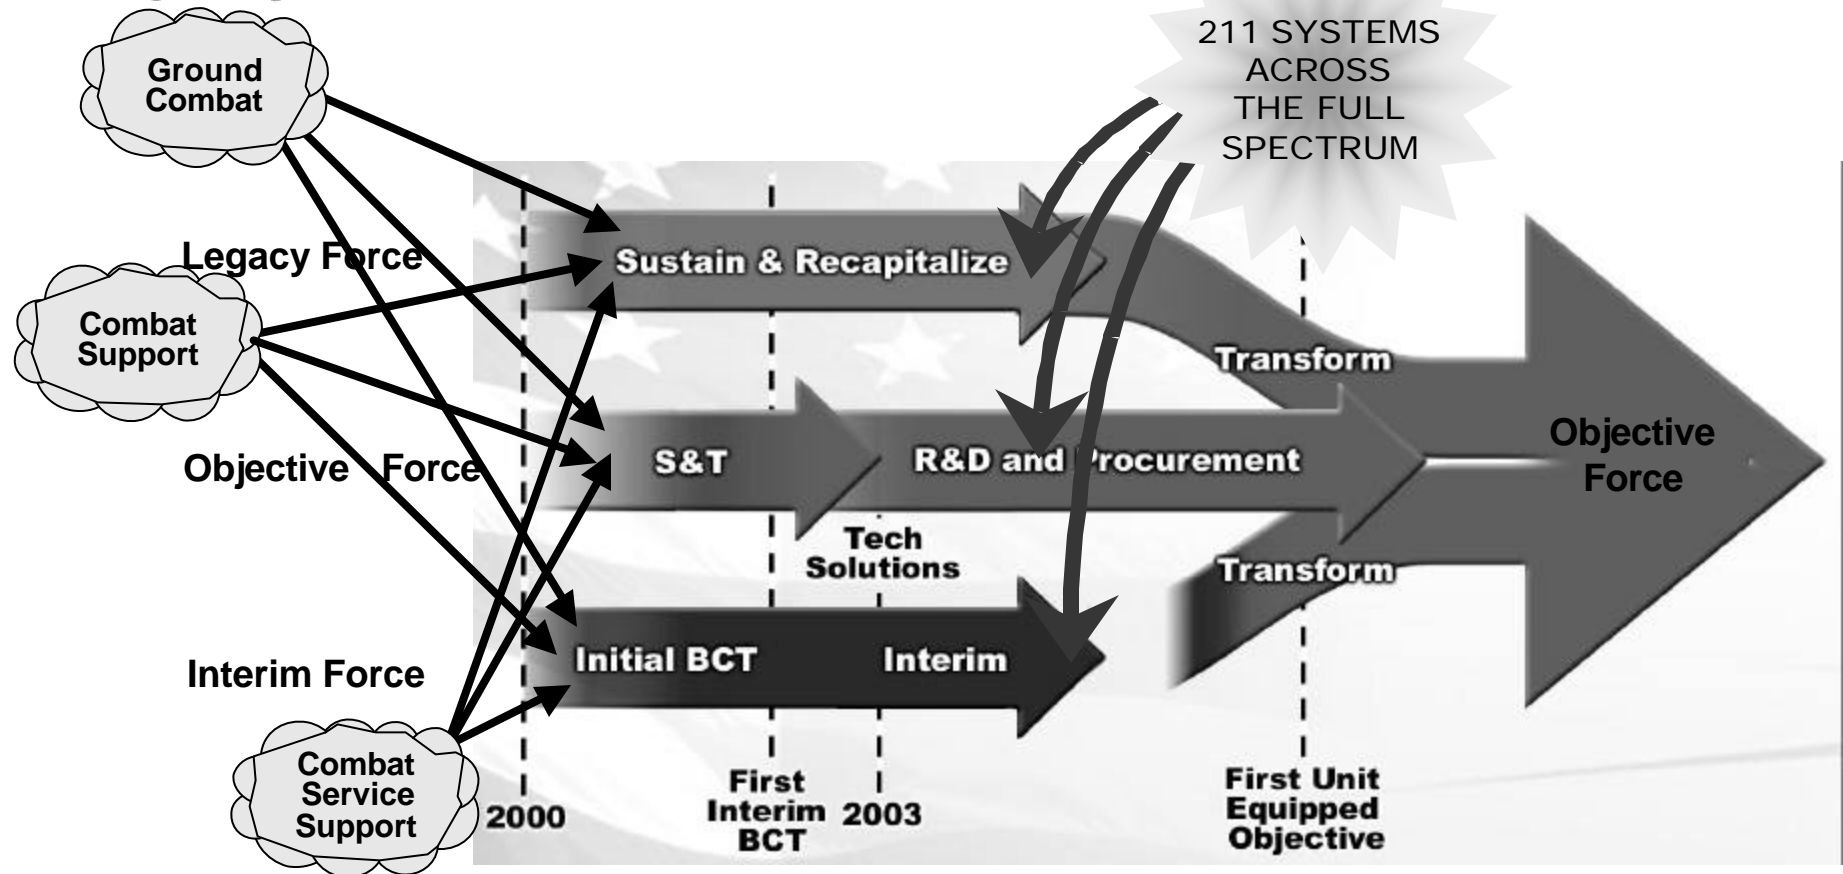 211 SYSTEMS
ACROSS
THE FULL
SPECTRUM
Ground
Combat
Legacy Force
Sustain & Recapitalize
Combat
Support
Transform
Objective Force
S&T
R&D and Procurement
Objective
Force
Tech
Solutions
Transform
Interim Force
Initial BCT
Interim
Combat
Service
Support
2000
First
Interim
BCT
2003
First Unit
Equipped
Objective